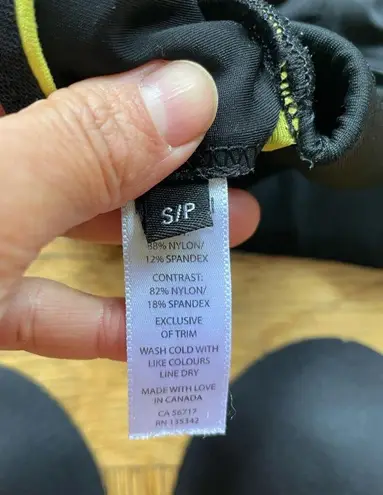 S/P
88% NYLON/
12% SPANDEX
CONTRAST:
82% NYLON/
18% SPANDEX
EXCLUSIVE
OF TRIM
WASH COLD WITH
LIKE COLOURS
LINE DRY
MADE WITH LOVE
IN CANADA
CA 56717
RN 135342